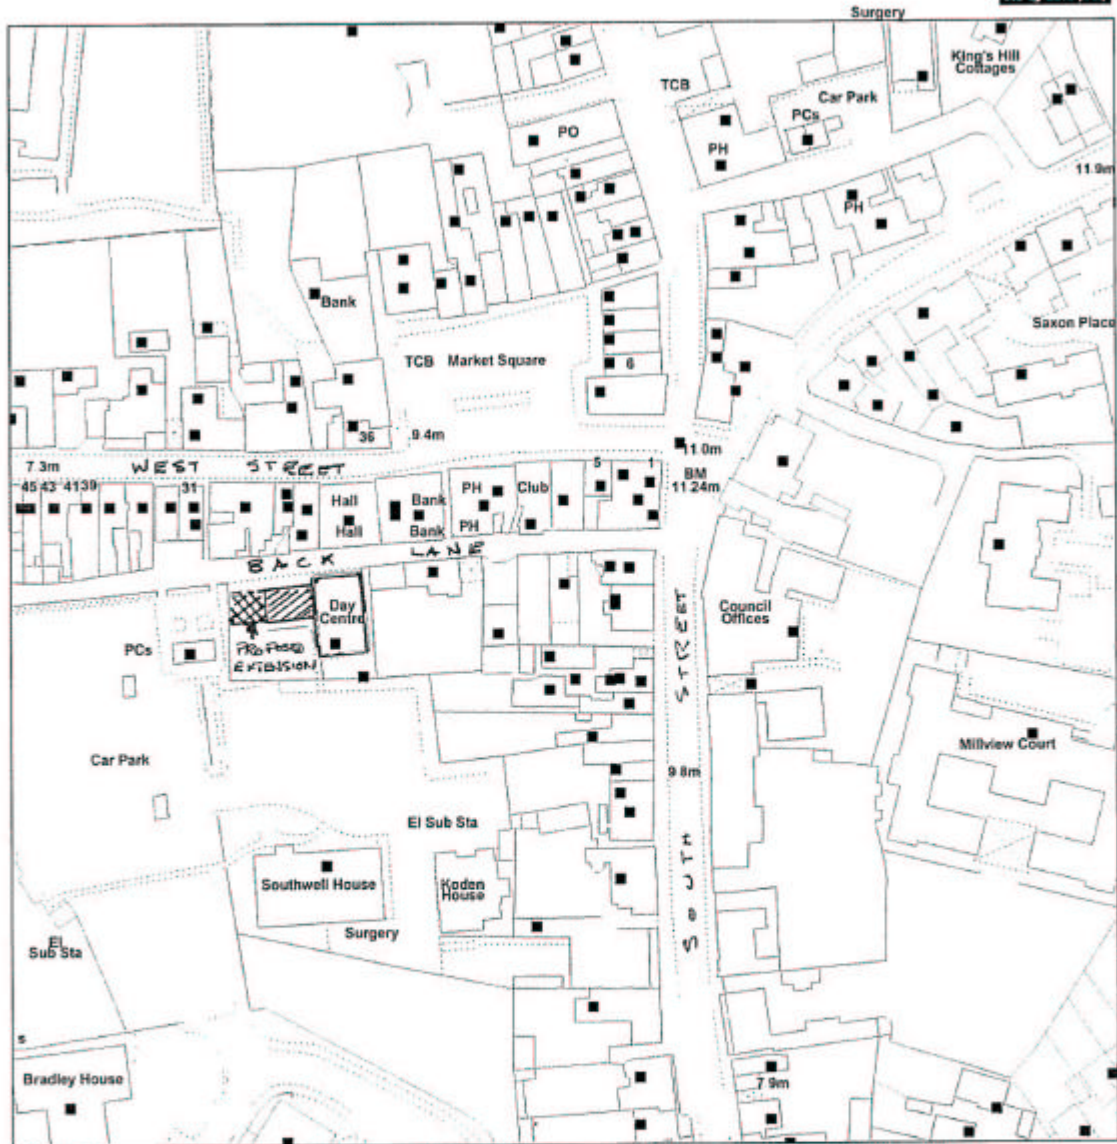 Surgery
King's Hill
Cottages
TCB
Car Park
PCs
PO
PH
11.9m
PH
Bank
Saxon Place
TCB Market Square
6
36
9.4m
11.0m
7.3m
WEST STREET
BM
11.24m
45 43 41 39
31
Hall
Hall
Bank
Bank
PH
PH
Club
5
1
BACK LANE
Day
Centre
PROPOSED
EXTENSION
Council
Offices
STREET
PCs
Car Park
Millview Court
9.8m
El Sub Sta
SOUTH
Southwell House
Koden
House
Surgery
El
Sub Sta
s
Bradley House
7.9m